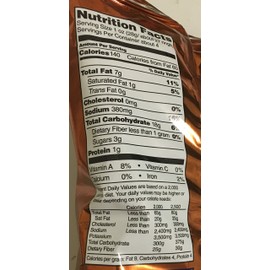 Nutrition Facts
Serving Size 1 oz (28g/ about
Servings Per Container about
Amount Per Serving
Calories 140 Calories from Fat 60
% Daily Value*
Total Fat 7g 11%
Saturated Fat 1g 5%
Trans Fat 0g
Cholesterol 0mg 0%
Sodium 380mg
Total Carbohydrate 18g 6%
Dietary Fiber less than 1 gram 0%
Sugars 3g
Protein 1g
Vitamin A 8% • Vitamin C 0%
Calcium 0% • Iron
Daily Values are based on a 2,000
diet. Your daily values may be higher or
depending on your calorie needs:
Calories 2,000 2,500
Total Fat Less than 65g 80g
Sat Fat Less than 20g 25g
Cholesterol Less than 300mg 300mg
Sodium Less than 2,400mg 2,400mg
Potassium 3,500mg 3,500mg
Total Carbohydrate 300g 375g
Dietary Fiber 25g 30g
Calories per gram: Fat 9, Carbohydrate 4, Protein 4